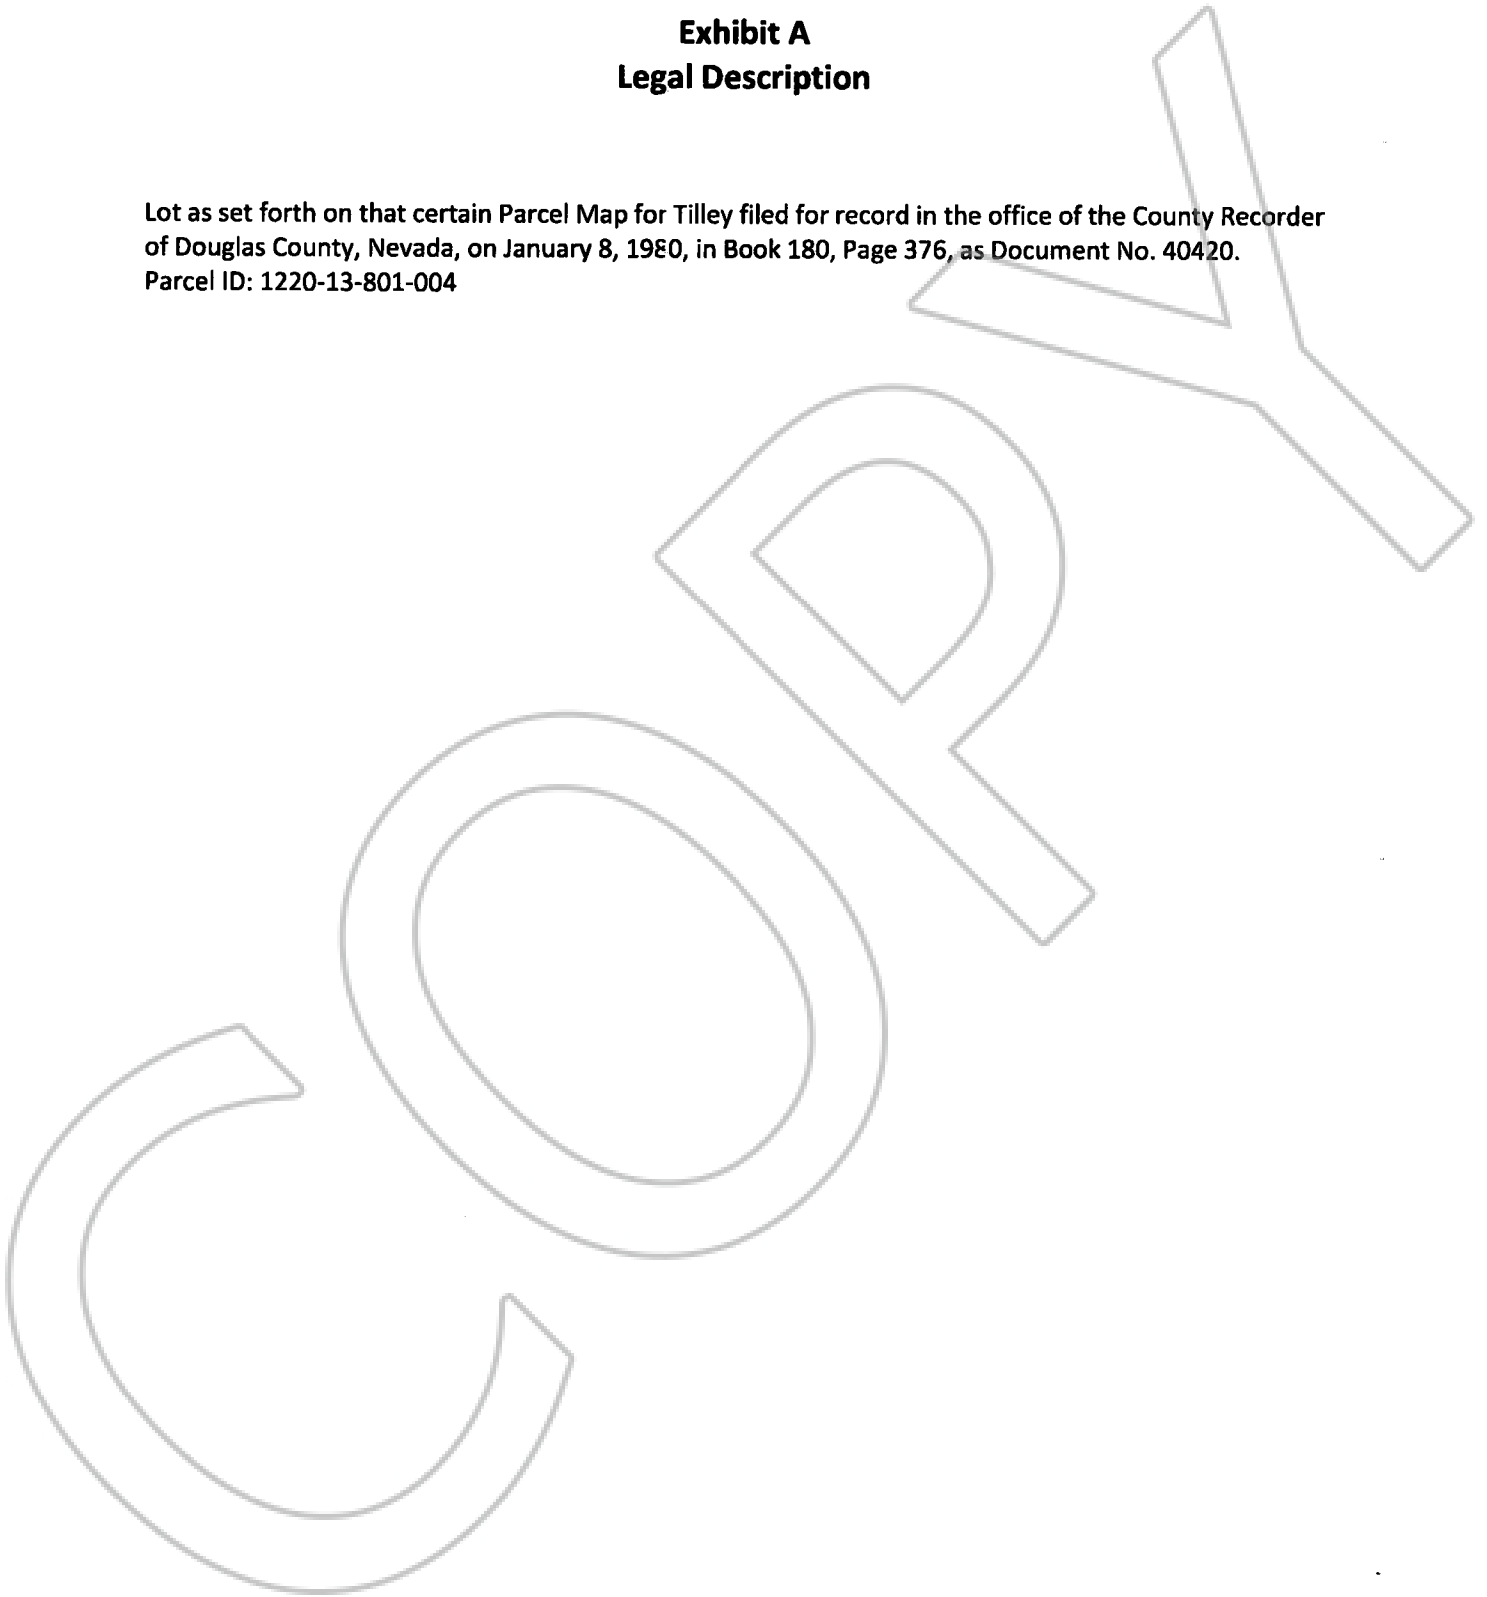 Exhibit A
Legal Description
Lot as set forth on that certain Parcel Map for Tilley filed for record in the office of the County Recorder
of Douglas County, Nevada, on January 8, 1980, in Book 180, Page 376, as Document No. 40420.
Parcel ID: 1220-13-801-004
COPY